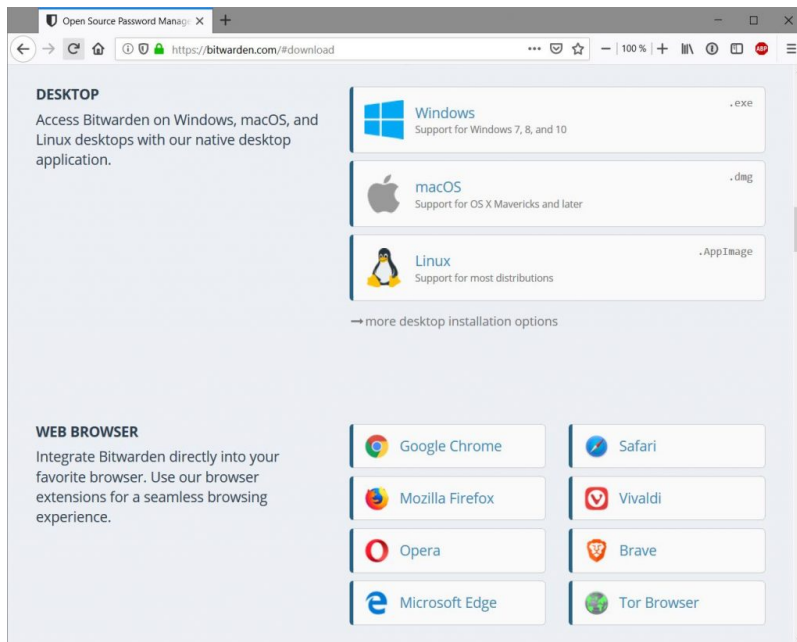 Open Source Password Manag
https://bitwarden.com/#download
100 %
ABP
DESKTOP
Access Bitwarden on Windows, macOS, and
Linux desktops with our native desktop
application.
Windows
.exe
Support for Windows 7, 8, and 10
macOS
.dmg
Support for OS X Mavericks and later
Linux
.AppImage
Support for most distributions
→more desktop installation options
WEB BROWSER
Integrate Bitwarden directly into your
favorite browser. Use our browser
extensions for a seamless browsing
experience.
Google Chrome
Safari
Mozilla Firefox
Vivaldi
Opera
Brave
Microsoft Edge
Tor Browser